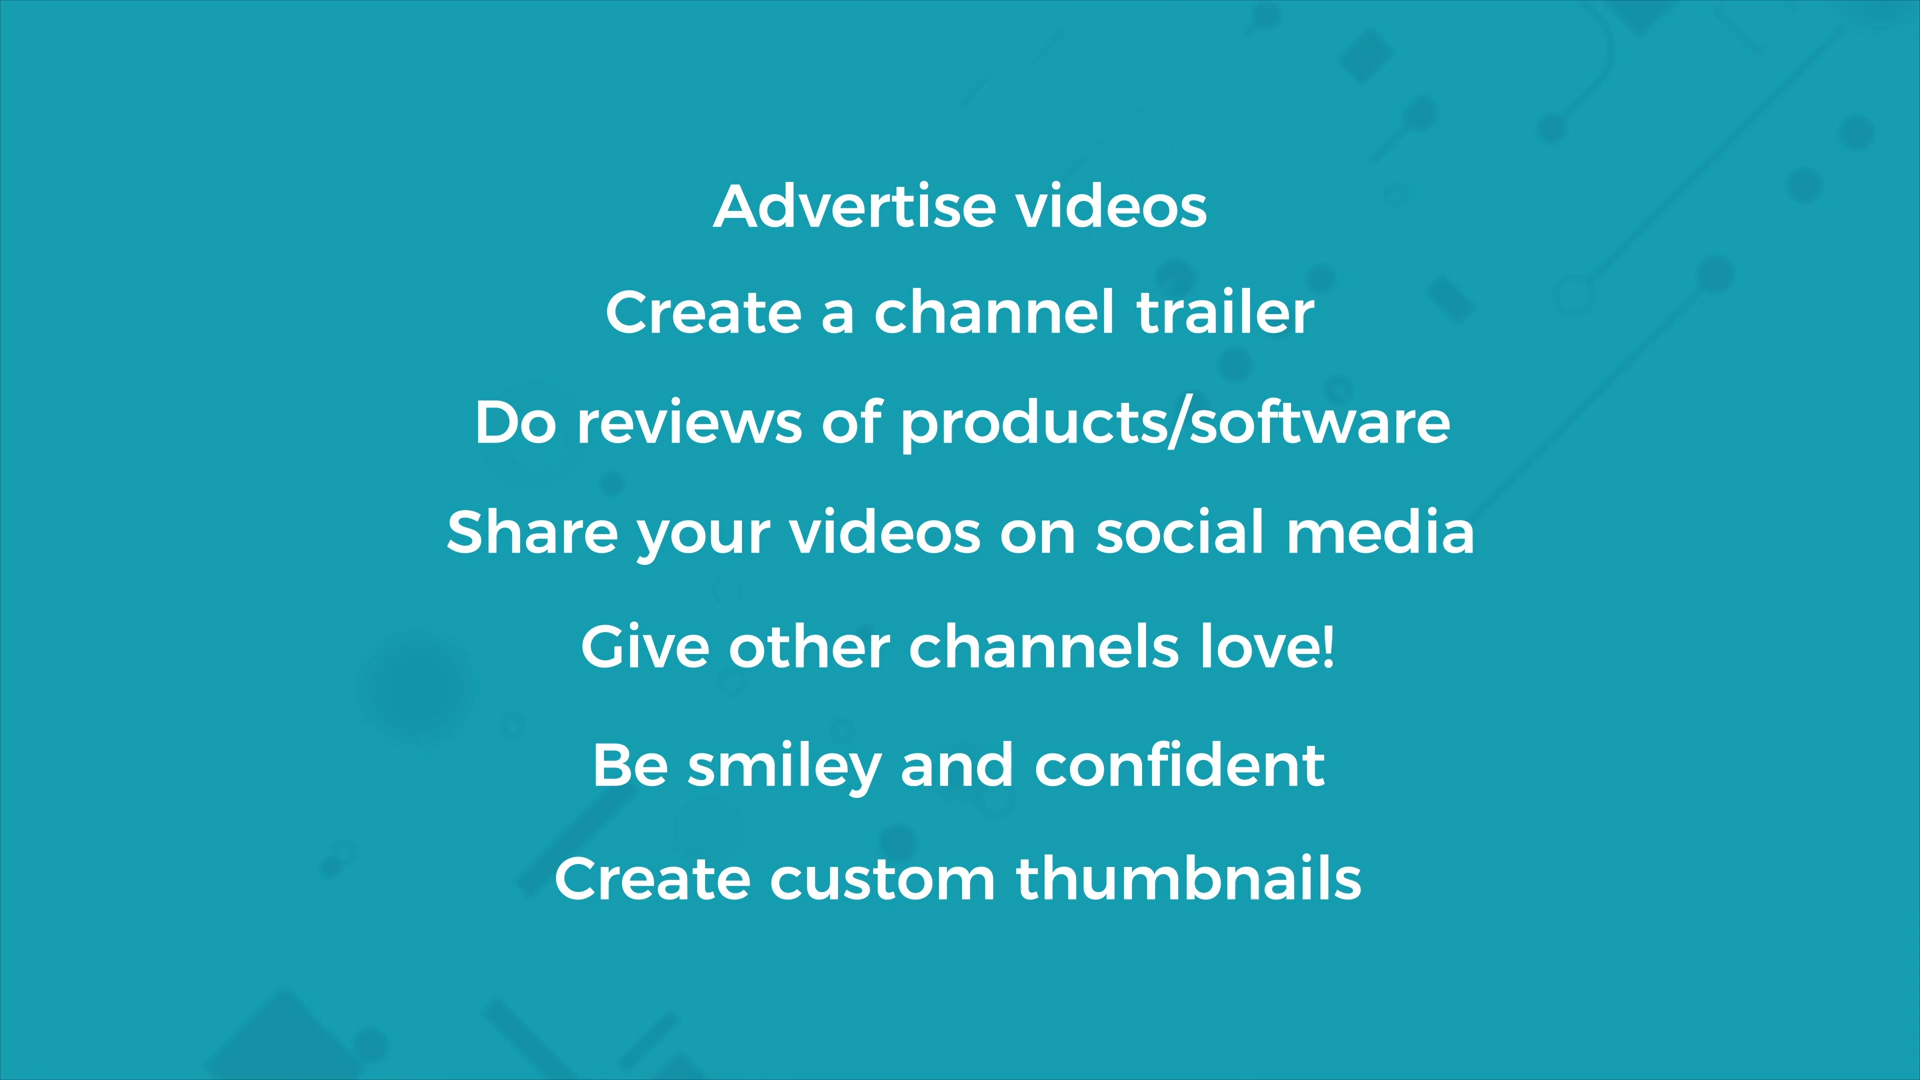 Advertise videos
Create a channel trailer
Do reviews of products/software
Share your videos on social media
Give other channels love!
Be smiley and confident
Create custom thumbnails